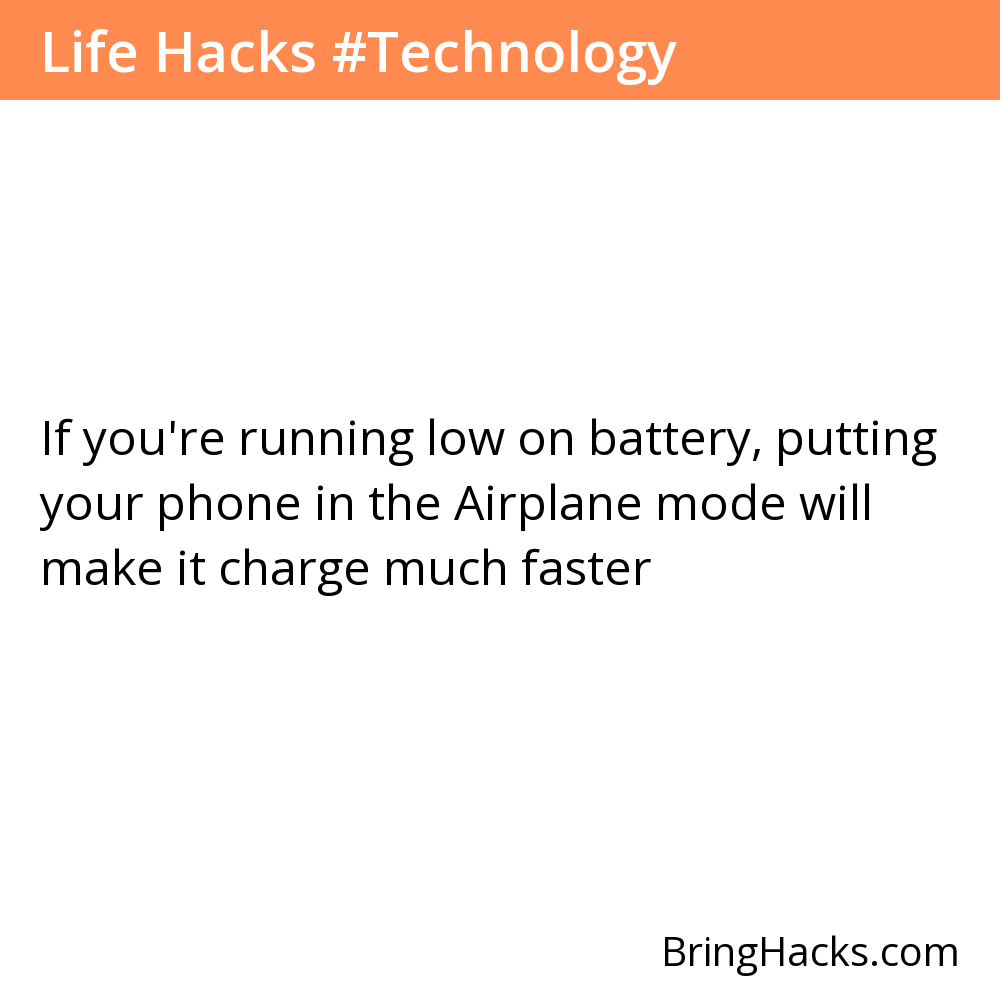 Life Hacks #Technology
If you're running low on battery, putting
your phone in the Airplane mode will
make it charge much faster
BringHacks.com